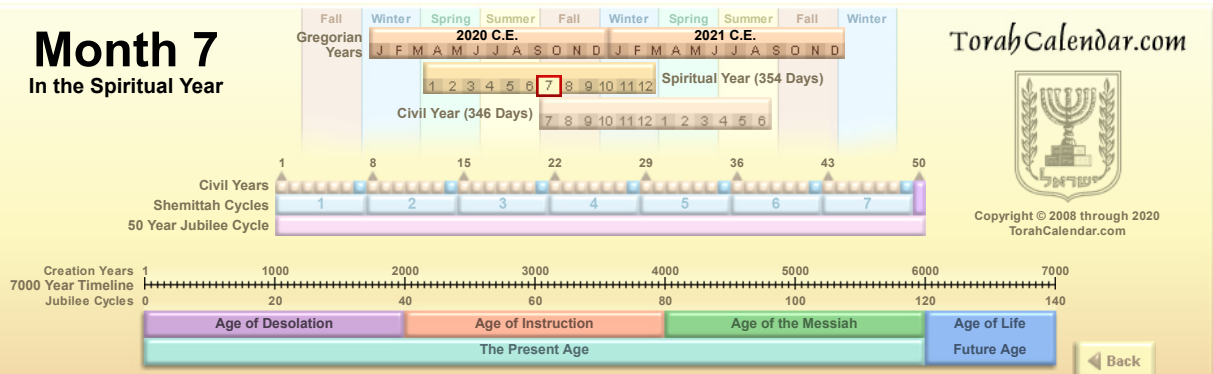 Month 7
In the Spiritual Year
Fall Winter Spring Summer Fall Winter Spring Summer Fall Winter
Gregorian Years
2020 C.E. 2021 C.E.
J F M A M J J A S O N D J F M A M J J A S O N D
1 2 3 4 5 6 7 8 9 10 11 12
Spiritual Year (354 Days)
Civil Year (346 Days)
7 8 9 10 11 12 1 2 3 4 5 6
TorahCalendar.com
ישראל
Copyright © 2008 through 2020
TorahCalendar.com
1 8 15 22 29 36 43 50
Civil Years
Shemittah Cycles 1 2 3 4 5 6 7
50 Year Jubilee Cycle
Creation Years 1 1000 2000 3000 4000 5000 6000 7000
7000 Year Timeline
Jubilee Cycles 0 20 40 60 80 100 120 140
Age of Desolation Age of Instruction Age of the Messiah Age of Life
The Present Age Future Age
Back